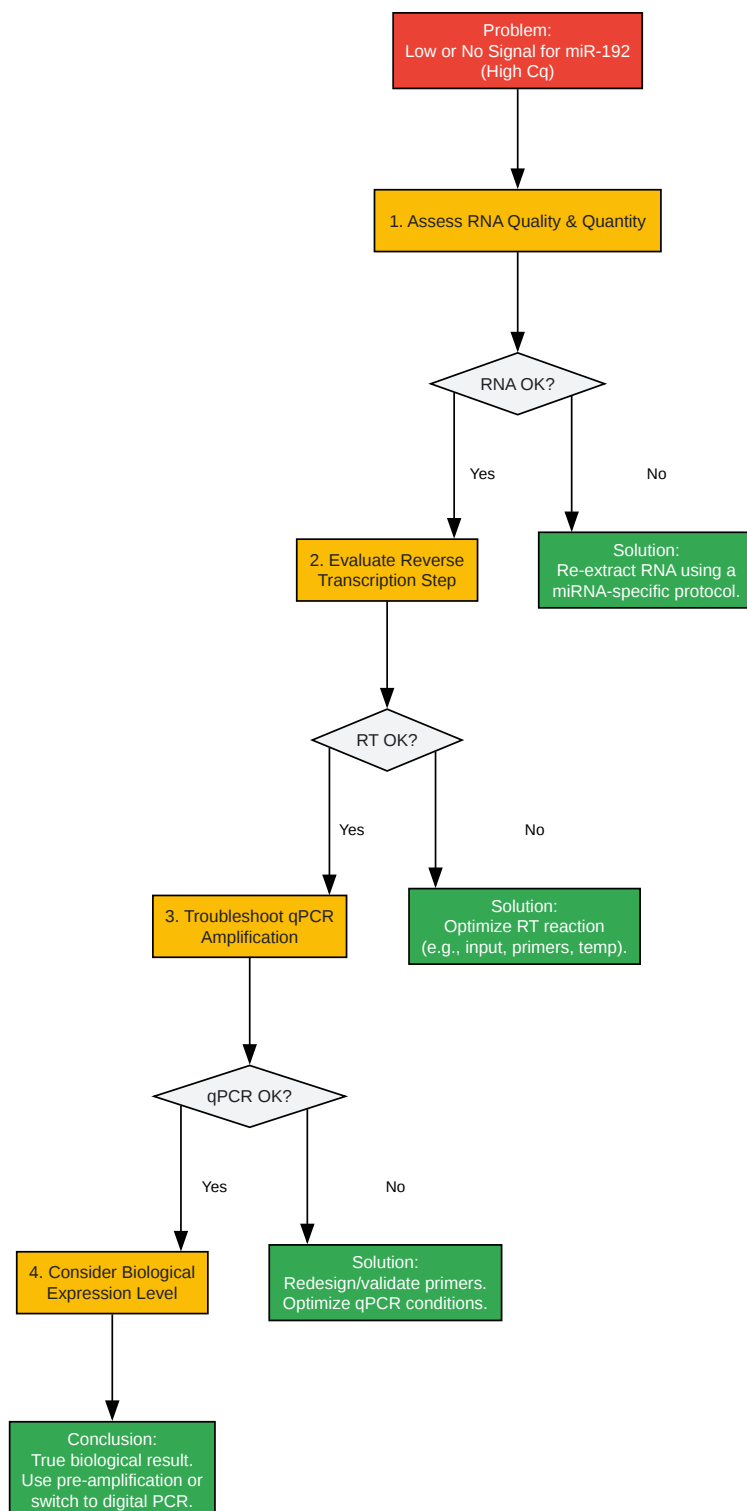 Problem:
Low or No Signal for miR-192
(High Cq)
1. Assess RNA Quality & Quantity
RNA OK?
Yes
No
2. Evaluate Reverse
Transcription Step
Solution:
Re-extract RNA using a
miRNA-specific protocol.
RT OK?
Yes
No
3. Troubleshoot qPCR
Amplification
Solution:
Optimize RT reaction
(e.g., input, primers, temp).
qPCR OK?
Yes
No
4. Consider Biological
Expression Level
Solution:
Redesign/validate primers.
Optimize qPCR conditions.
Conclusion:
True biological result.
Use pre-amplification or
switch to digital PCR.